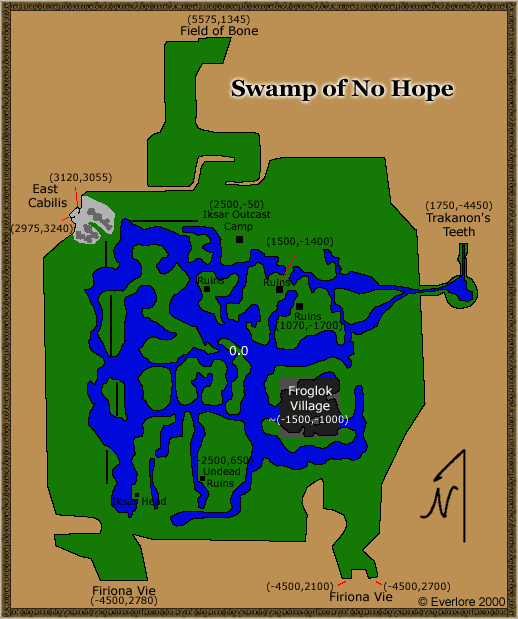 (5575,1345)
Field of Bone
Swamp of No Hope
(3120,3055)
East
Cabilis
(2975,3240)
(2500,-50)
Iksar Outcast
Camp
(1500,-1400)
(1750,-4450)
Trakanon's
Teeth
Ruins
Ruins
Ruins
(1070,-1700)
0.0
Froglok
Village
~(-1500,-1000)
-2500,650)
Undead
Ruins
Iksar Head
N
Firiona Vie
(-4500,2780)
(-4500,2100)
(-4500,2700)
Firiona Vie
© Everlore 2000